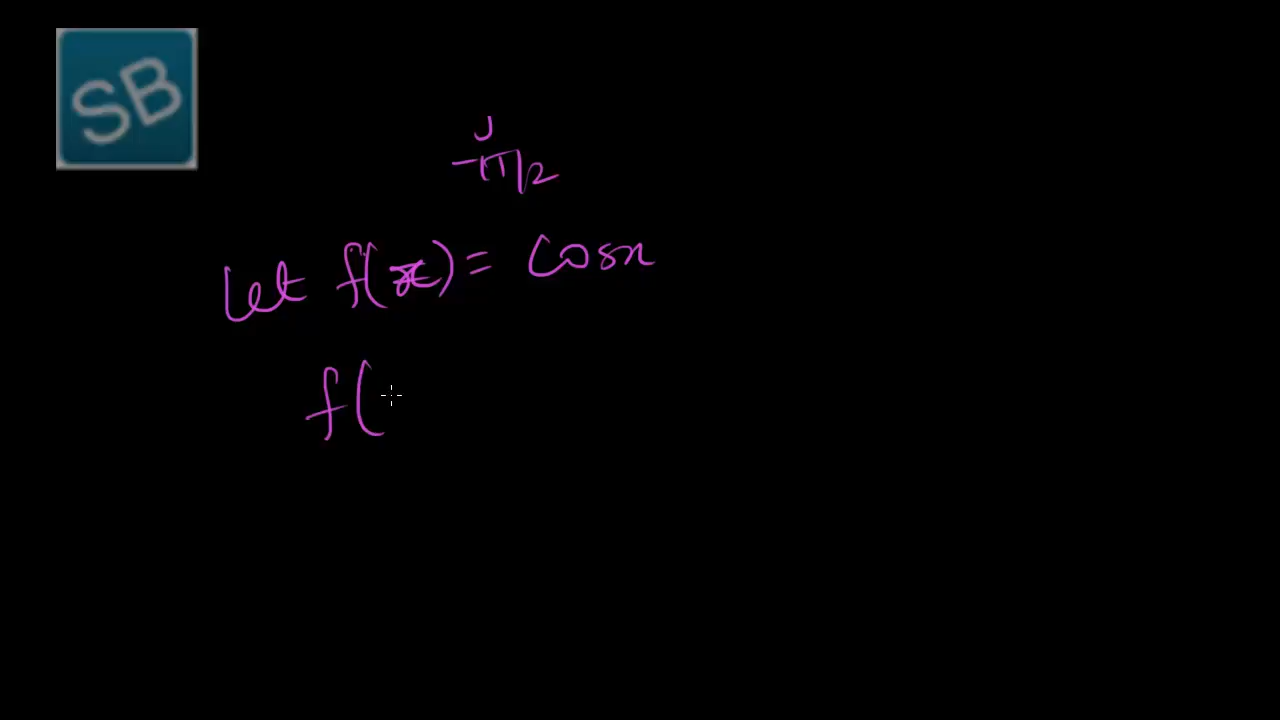 SB
-π/2
Let f(x) = cosx
f(